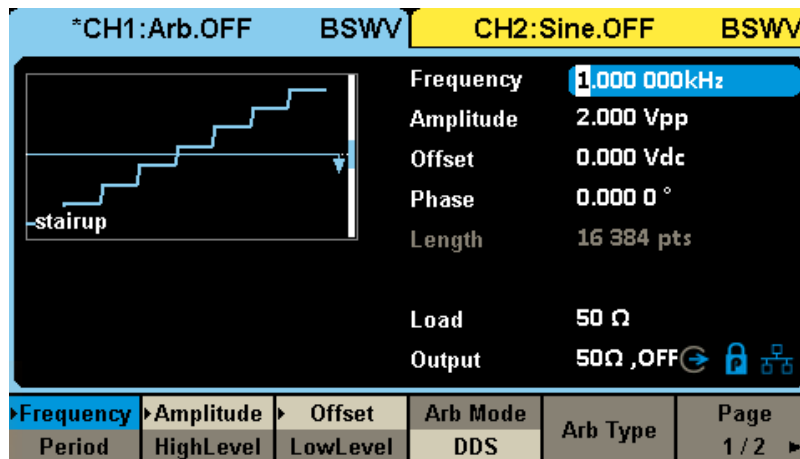 *CH1:Arb.OFF BSWV CH2:Sine.OFF BSWV
Frequency 1.000 000kHz
Amplitude 2.000 Vpp
Offset 0.000 Vdc
Phase 0.000 0 °
stairup
Length 16 384 pts
Load 50 Ω
Output 50Ω ,OFF
P
Frequency Amplitude Offset Arb Mode Arb Type Page
Period HighLevel LowLevel DDS 1 / 2